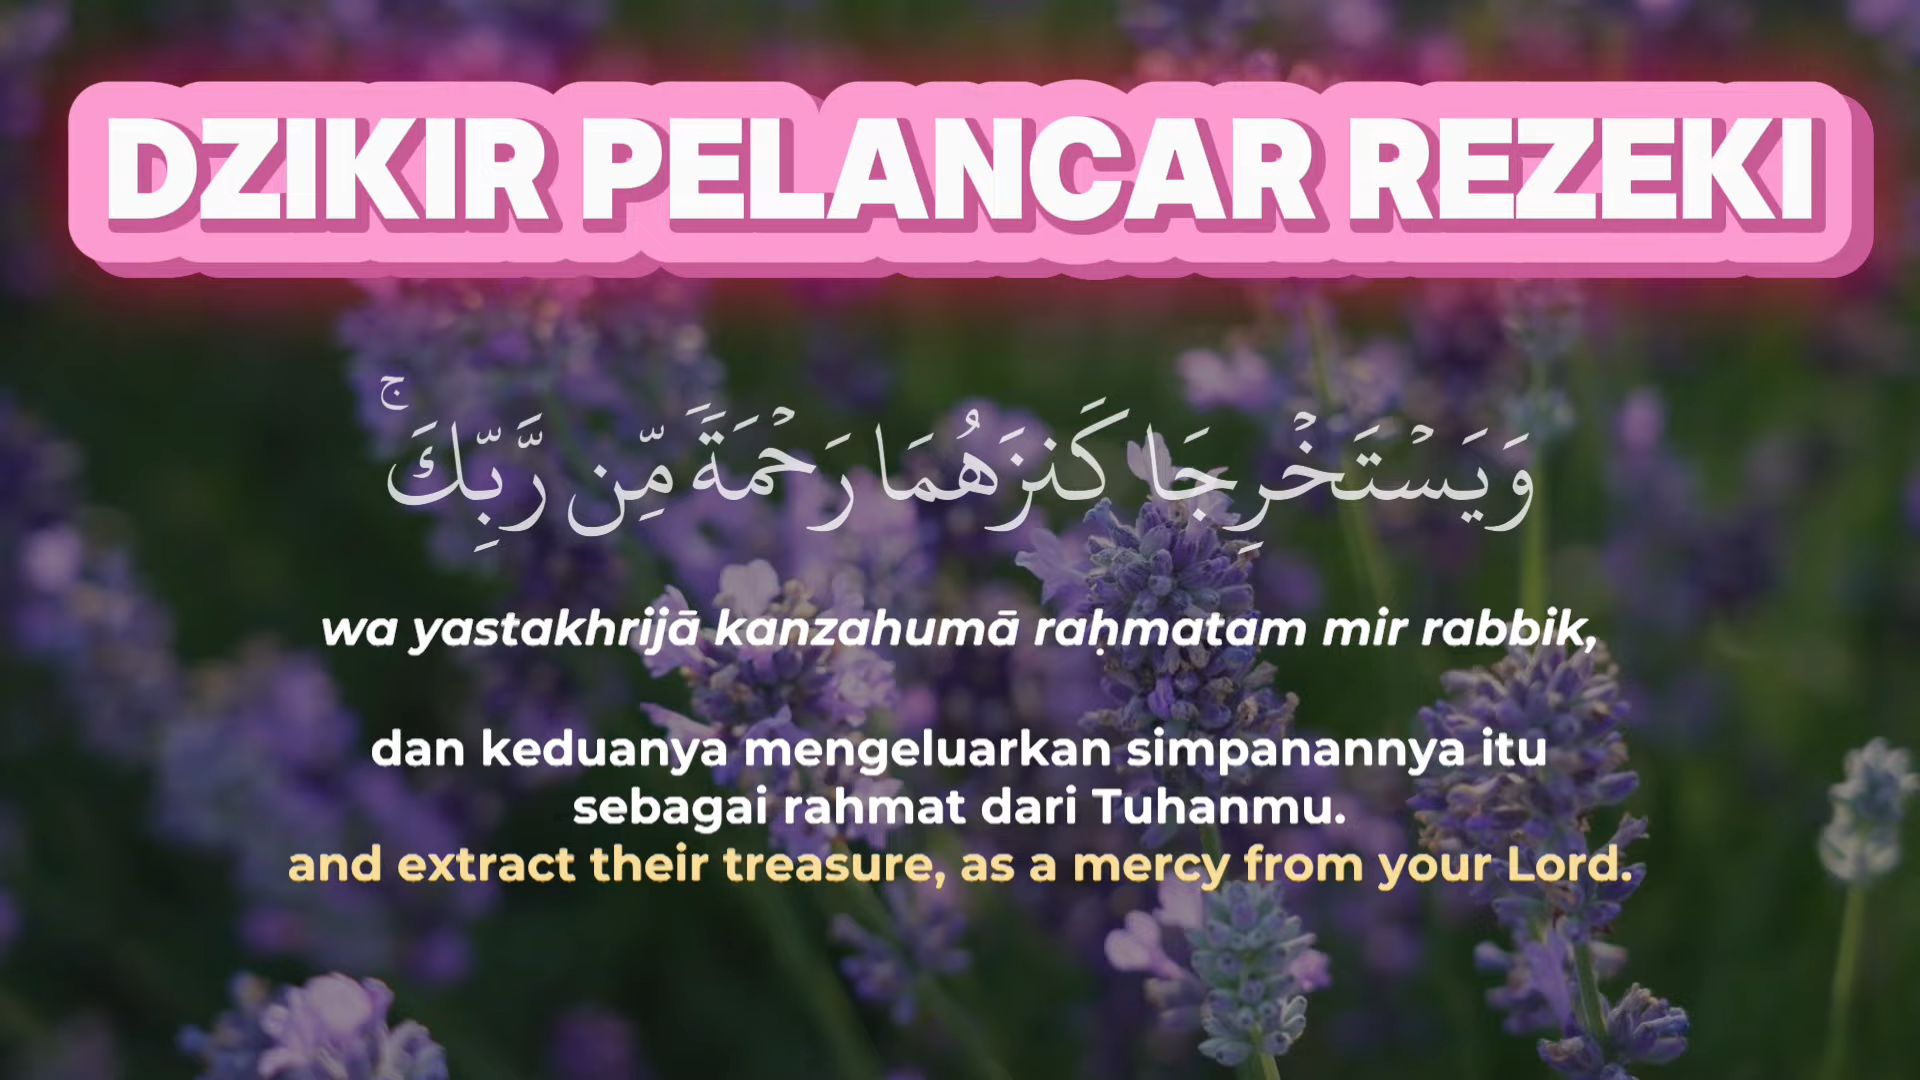 DZIKIR PELANCAR REZEKI
وَيَسْتَخْرِجَا كَنزَهُمَا رَحْمَةً مِّن رَّبِّكَ ۚ
wa yastakhrijā kanzahumā raḥmatam mir rabbik,
dan keduanya mengeluarkan simpanannya itu
sebagai rahmat dari Tuhanmu.
and extract their treasure, as a mercy from your Lord.